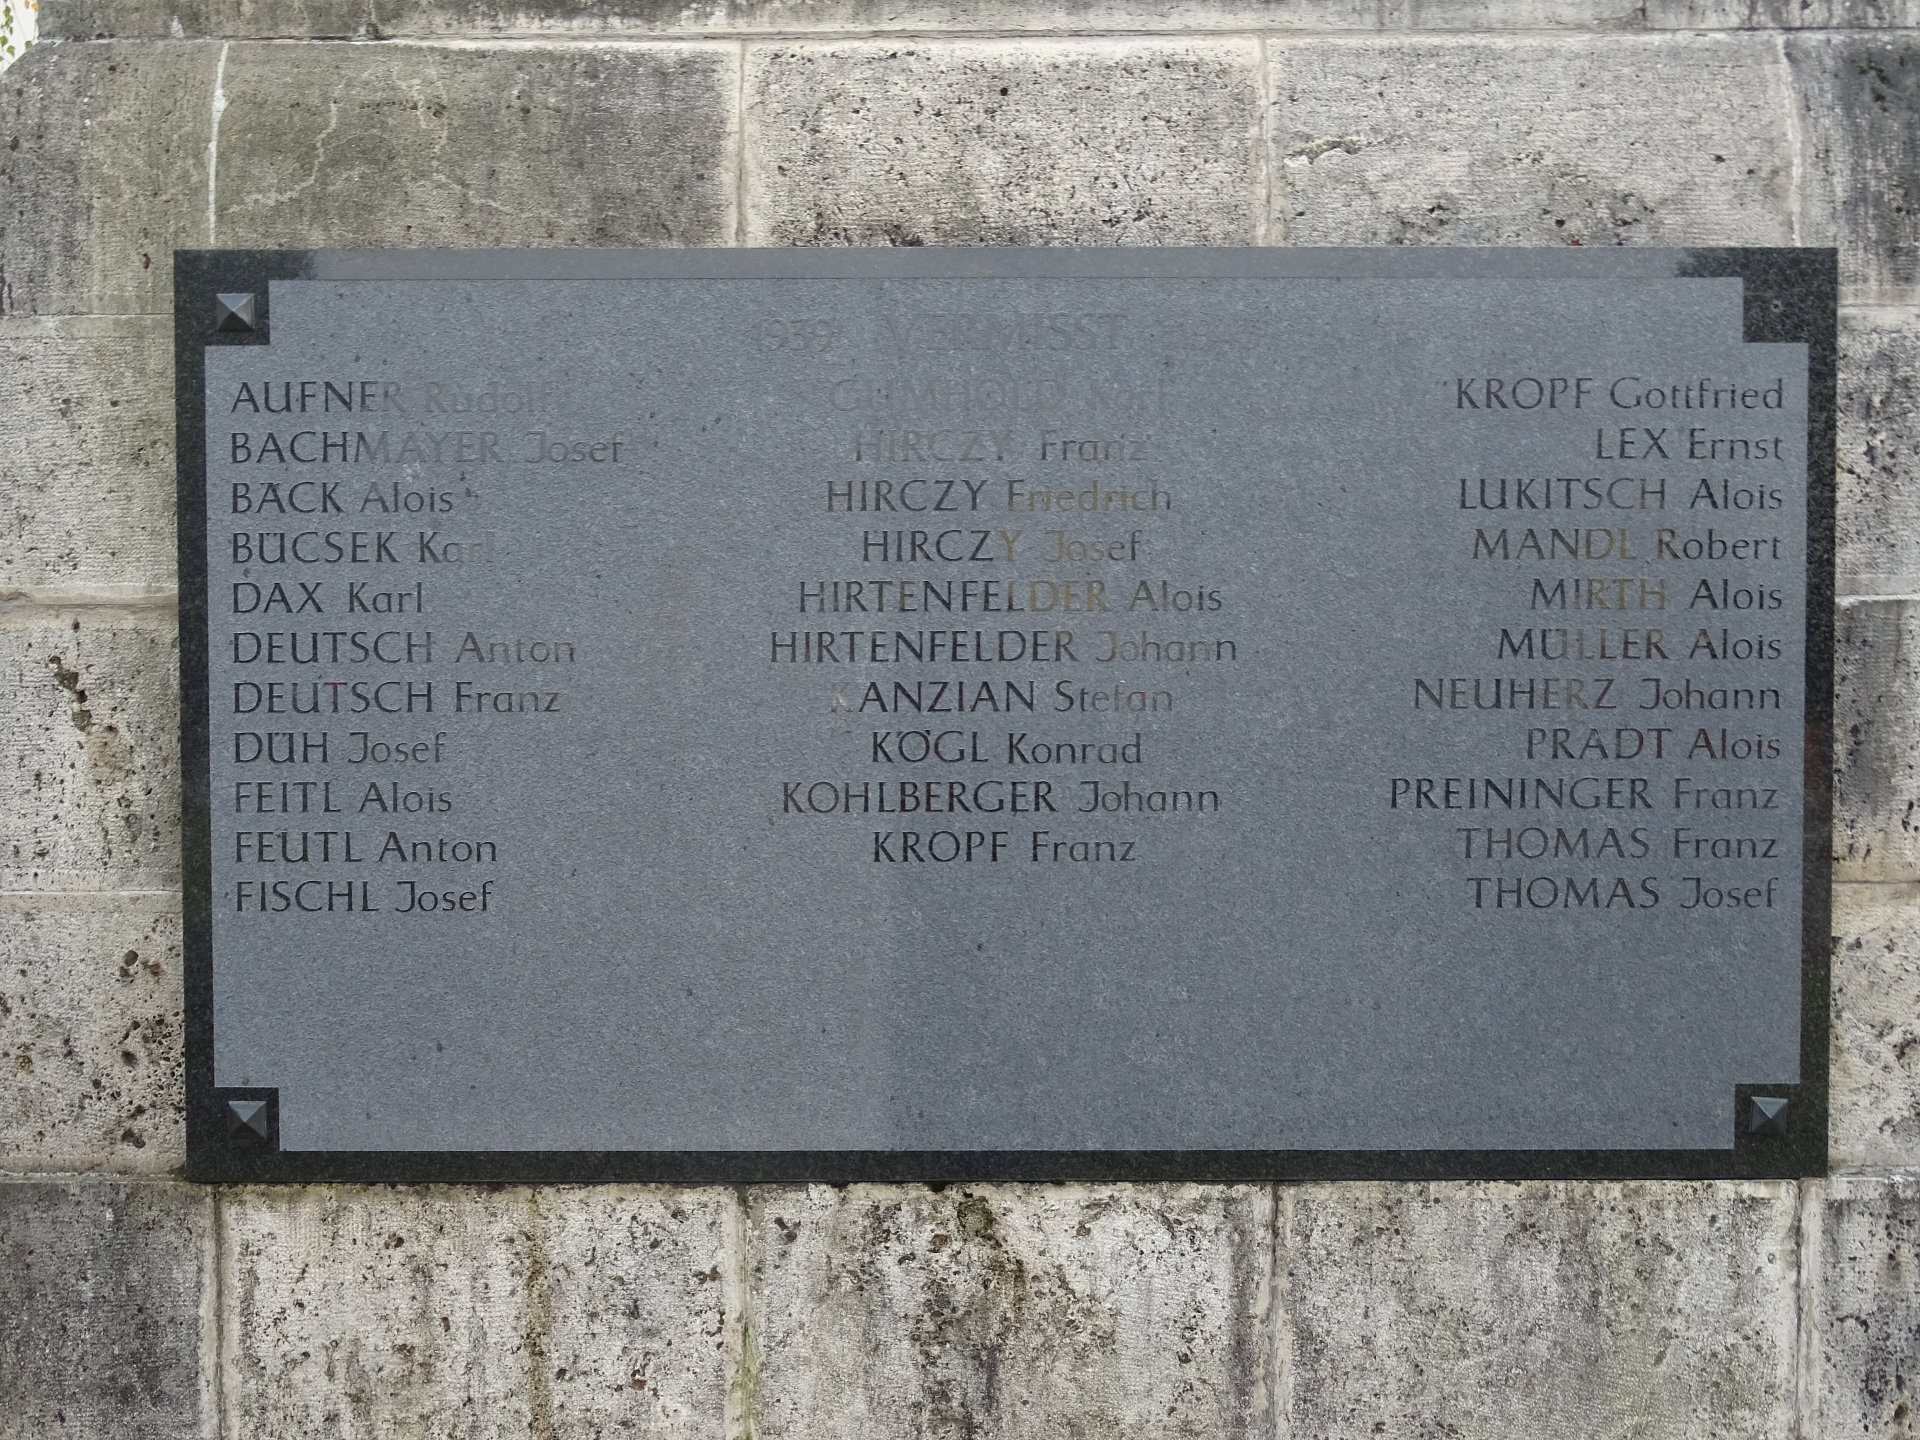 1939 VERMISST 1945
AUFNER Rudolf
BACHMAYER Josef
BÄCK Alois
BÜCSEK Karl
DAX Karl
DEUTSCH Anton
DEUTSCH Franz
DÜH Josef
FEITL Alois
FEUTL Anton
FISCHL Josef
GUMHOLD Karl
HIRCZY Franz
HIRCZY Friedrich
HIRCZY Josef
HIRTENFELDER Alois
HIRTENFELDER Johann
KANZIAN Stefan
KÖGL Konrad
KOHLBERGER Johann
KROPF Franz
KROPF Gottfried
LEX Ernst
LUKITSCH Alois
MANDL Robert
MIRTH Alois
MÜLLER Alois
NEUHERZ Johann
PRADT Alois
PREININGER Franz
THOMAS Franz
THOMAS Josef